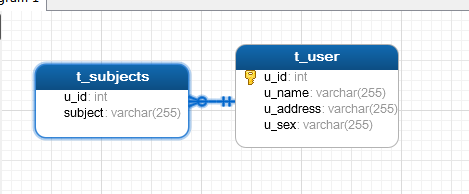 t_subjects
u_id: int
subject: varchar(255)
t_user
u_id: int
u_name: varchar(255)
u_address: varchar(255)
u_sex: varchar(255)